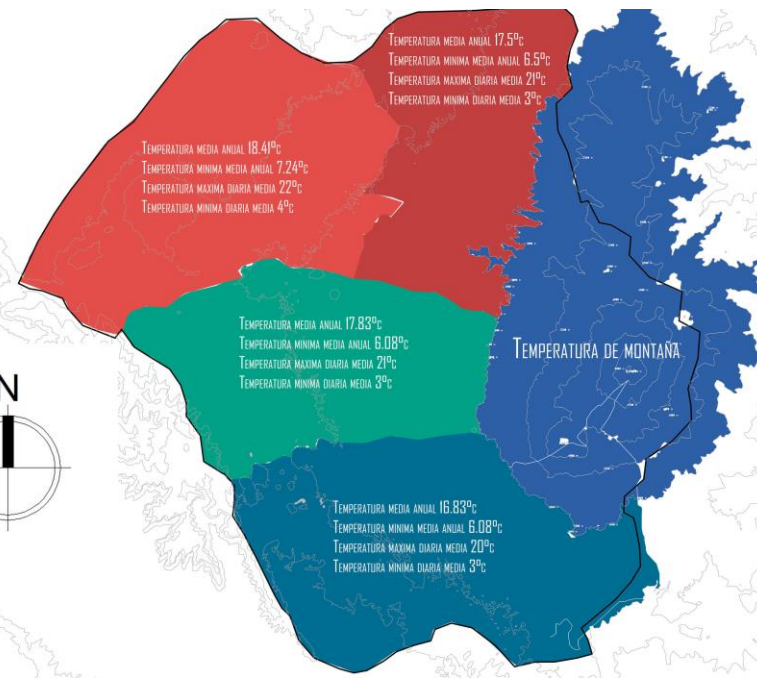 TEMPERATURA MEDIA ANUAL 17.5ºC
TEMPERATURA MINIMA MEDIA ANUAL 6.5ºC
TEMPERATURA MAXIMA DIARIA MEDIA 21ºC
TEMPERATURA MINIMA DIARIA MEDIA 3ºC
TEMPERATURA MEDIA ANUAL 18.41ºC
TEMPERATURA MINIMA MEDIA ANUAL 7.24ºC
TEMPERATURA MAXIMA DIARIA MEDIA 22ºC
TEMPERATURA MINIMA DIARIA MEDIA 4ºC
TEMPERATURA MEDIA ANUAL 17.83ºC
TEMPERATURA MINIMA MEDIA ANUAL 6.08ºC
TEMPERATURA MAXIMA DIARIA MEDIA 21ºC
TEMPERATURA MINIMA DIARIA MEDIA 3ºC
TEMPERATURA DE MONTAÑA
N
TEMPERATURA MEDIA ANUAL 16.83ºC
TEMPERATURA MINIMA MEDIA ANUAL 6.08ºC
TEMPERATURA MAXIMA DIARIA MEDIA 20ºC
TEMPERATURA MINIMA DIARIA MEDIA 3ºC